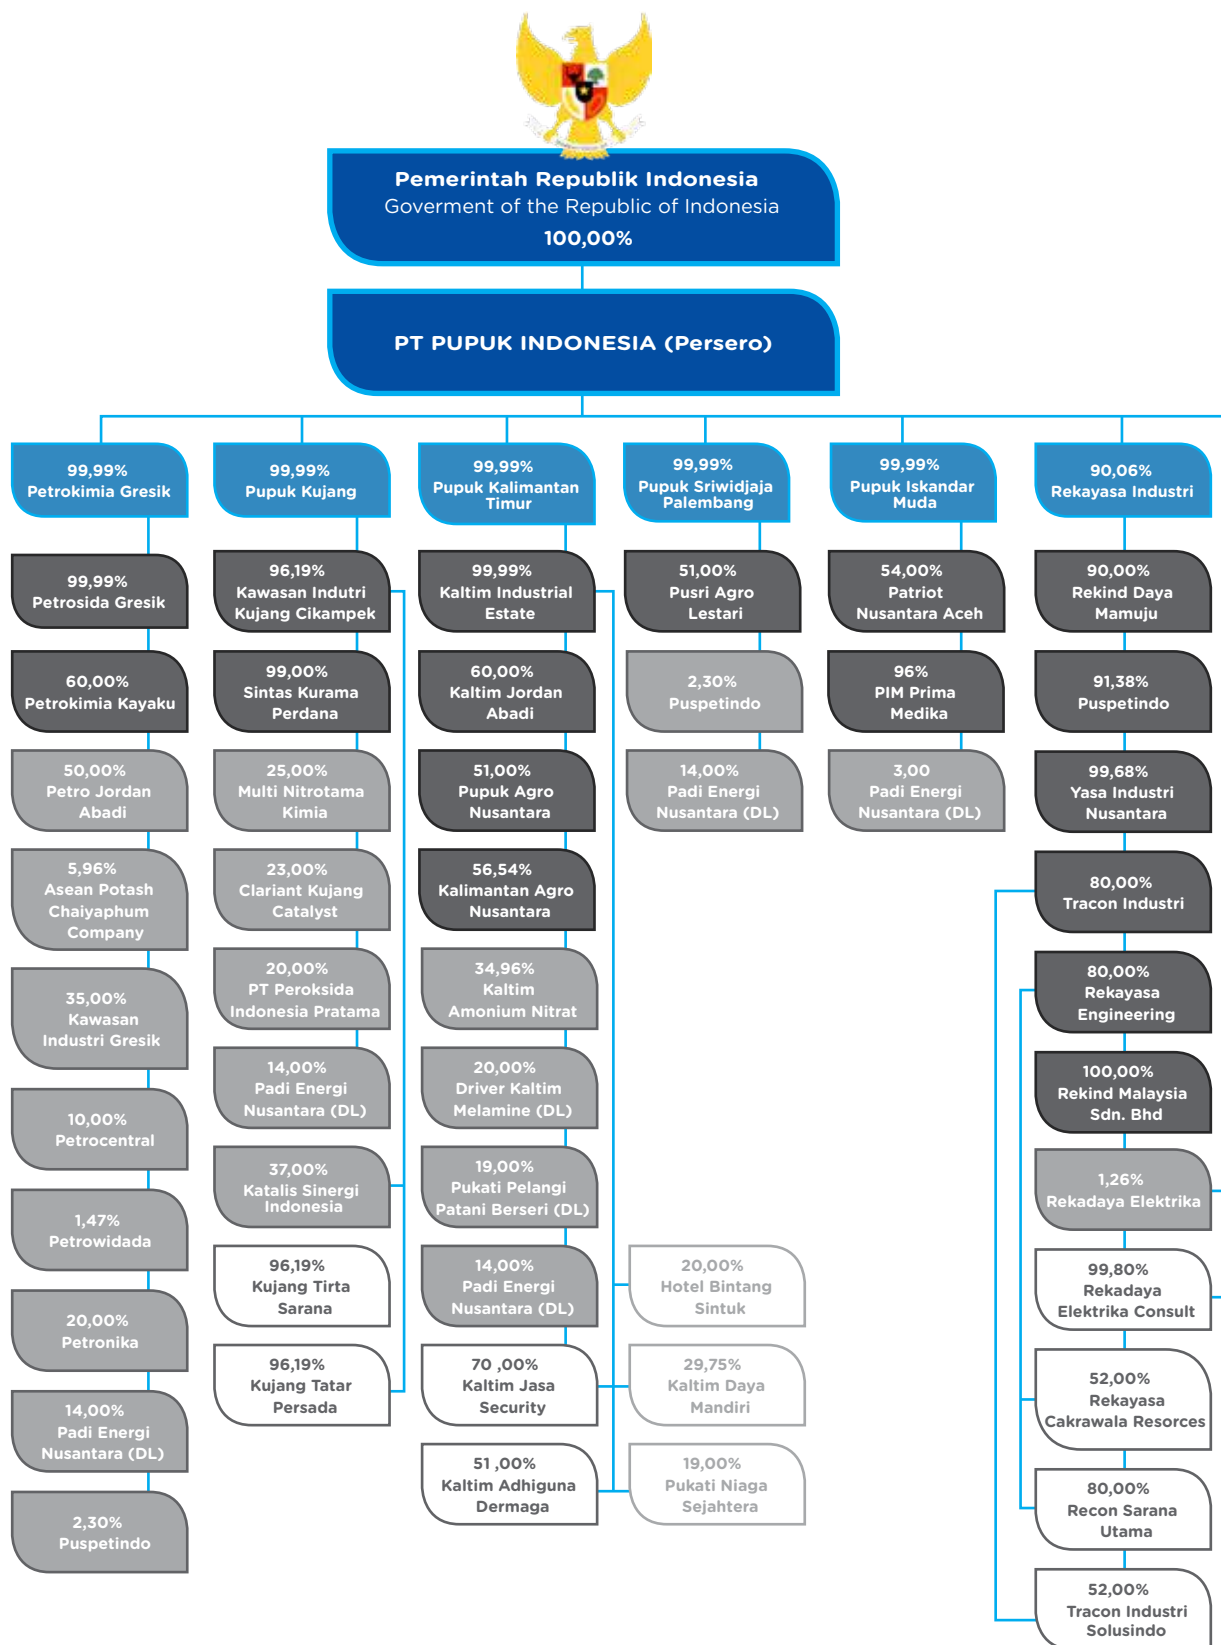 Pemerintah Republik Indonesia
Goverment of the Republic of Indonesia
100,00%
PT PUPUK INDONESIA (Persero)
99,99%
Petrokimia Gresik
99,99%
Petrosida Gresik
60,00%
Petrokimia Kayaku
50,00%
Petro Jordan
Abadi
5,96%
Asean Potash
Chaiyaphum
Company
35,00%
Kawasan
Industri Gresik
10,00%
Petrocentral
1,47%
Petrowidada
20,00%
Petronika
14,00%
Padi Energi
Nusantara (DL)
2,30%
Puspetindo
99,99%
Pupuk Kujang
96,19%
Kawasan Indutri
Kujang Cikampek
99,00%
Sintas Kurama
Perdana
25,00%
Multi Nitrotama
Kimia
23,00%
Clariant Kujang
Catalyst
20,00%
PT Peroksida
Indonesia Pratama
14,00%
Padi Energi
Nusantara (DL)
37,00%
Katalis Sinergi
Indonesia
96,19%
Kujang Tirta
Sarana
96,19%
Kujang Tatar
Persada
99,99%
Pupuk Kalimantan
Timur
99,99%
Kaltim Industrial
Estate
60,00%
Kaltim Jordan
Abadi
51,00%
Pupuk Agro
Nusantara
56,54%
Kalimantan Agro
Nusantara
34,96%
Kaltim
Amonium Nitrat
20,00%
Driver Kaltim
Melamine (DL)
19,00%
Pukati Pelangi
Patani Berseri (DL)
14,00%
Padi Energi
Nusantara (DL)
70 ,00%
Kaltim Jasa
Security
51 ,00%
Kaltim Adhiguna
Dermaga
99,99%
Pupuk Sriwidjaja
Palembang
51,00%
Pusri Agro
Lestari
2,30%
Puspetindo
14,00%
Padi Energi
Nusantara (DL)
20,00%
Hotel Bintang
Sintuk
29,75%
Kaltim Daya
Mandiri
19,00%
Pukati Niaga
Sejahtera
99,99%
Pupuk Iskandar
Muda
54,00%
Patriot
Nusantara Aceh
96%
PIM Prima
Medika
3,00
Padi Energi
Nusantara (DL)
90,06%
Rekayasa Industri
90,00%
Rekind Daya
Mamuju
91,38%
Puspetindo
99,68%
Yasa Industri
Nusantara
80,00%
Tracon Industri
80,00%
Rekayasa
Engineering
100,00%
Rekind Malaysia
Sdn. Bhd
1,26%
Rekadaya Elektrika
99,80%
Rekadaya
Elektrika Consult
52,00%
Rekayasa
Cakrawala Resorces
80,00%
Recon Sarana
Utama
52,00%
Tracon Industri
Solusindo